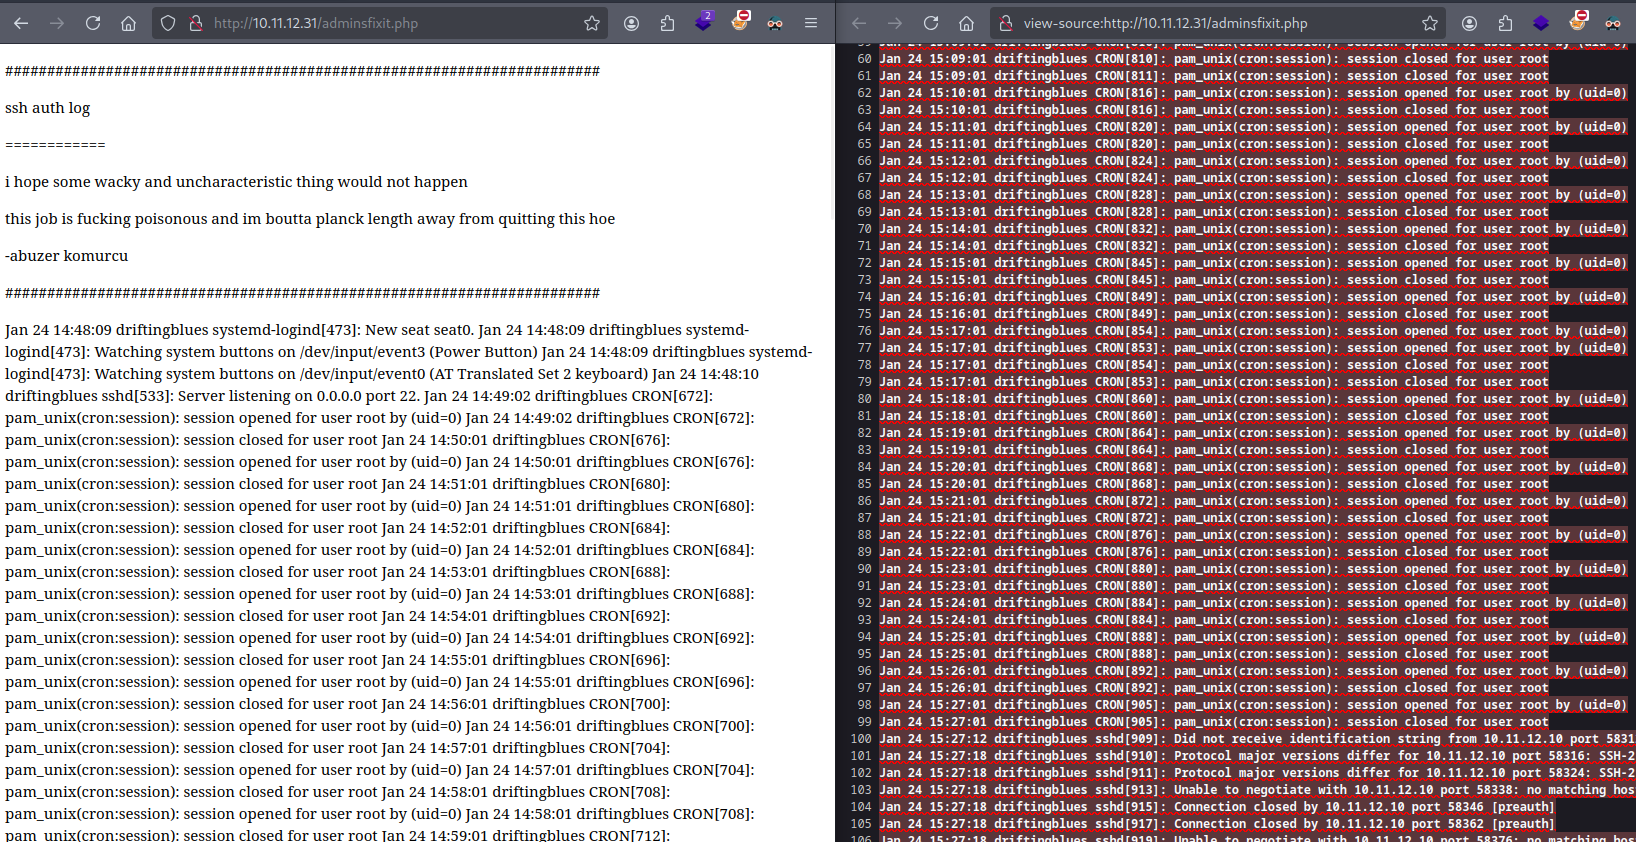 http://10.11.12.31/adminsfixit.php
2
########################################################################
ssh auth log
============
i hope some wacky and uncharacteristic thing would not happen
this job is fucking poisonous and im boutta planck length away from quitting this hoe
-abuzer komurcu
########################################################################
Jan 24 14:48:09 driftingblues systemd-logind[473]: New seat seat0. Jan 24 14:48:09 driftingblues systemd-
logind[473]: Watching system buttons on /dev/input/event3 (Power Button) Jan 24 14:48:09 driftingblues systemd-
logind[473]: Watching system buttons on /dev/input/event0 (AT Translated Set 2 keyboard) Jan 24 14:48:10
driftingblues sshd[533]: Server listening on 0.0.0.0 port 22. Jan 24 14:49:02 driftingblues CRON[672]:
pam_unix(cron:session): session opened for user root by (uid=0) Jan 24 14:49:02 driftingblues CRON[672]:
pam_unix(cron:session): session closed for user root Jan 24 14:50:01 driftingblues CRON[676]:
pam_unix(cron:session): session opened for user root by (uid=0) Jan 24 14:50:01 driftingblues CRON[676]:
pam_unix(cron:session): session closed for user root Jan 24 14:51:01 driftingblues CRON[680]:
pam_unix(cron:session): session opened for user root by (uid=0) Jan 24 14:51:01 driftingblues CRON[680]:
pam_unix(cron:session): session closed for user root Jan 24 14:52:01 driftingblues CRON[684]:
pam_unix(cron:session): session opened for user root by (uid=0) Jan 24 14:52:01 driftingblues CRON[684]:
pam_unix(cron:session): session closed for user root Jan 24 14:53:01 driftingblues CRON[688]:
pam_unix(cron:session): session opened for user root by (uid=0) Jan 24 14:53:01 driftingblues CRON[688]:
pam_unix(cron:session): session closed for user root Jan 24 14:54:01 driftingblues CRON[692]:
pam_unix(cron:session): session opened for user root by (uid=0) Jan 24 14:54:01 driftingblues CRON[692]:
pam_unix(cron:session): session closed for user root Jan 24 14:55:01 driftingblues CRON[696]:
pam_unix(cron:session): session opened for user root by (uid=0) Jan 24 14:55:01 driftingblues CRON[696]:
pam_unix(cron:session): session closed for user root Jan 24 14:56:01 driftingblues CRON[700]:
pam_unix(cron:session): session opened for user root by (uid=0) Jan 24 14:56:01 driftingblues CRON[700]:
pam_unix(cron:session): session closed for user root Jan 24 14:57:01 driftingblues CRON[704]:
pam_unix(cron:session): session opened for user root by (uid=0) Jan 24 14:57:01 driftingblues CRON[704]:
pam_unix(cron:session): session closed for user root Jan 24 14:58:01 driftingblues CRON[708]:
pam_unix(cron:session): session opened for user root by (uid=0) Jan 24 14:58:01 driftingblues CRON[708]:
pam_unix(cron:session): session closed for user root Jan 24 14:59:01 driftingblues CRON[712]:
view-source:http://10.11.12.31/adminsfixit.php
60 Jan 24 15:09:01 driftingblues CRON[810]: pam_unix(cron:session): session closed for user root
61 Jan 24 15:09:01 driftingblues CRON[811]: pam_unix(cron:session): session closed for user root
62 Jan 24 15:10:01 driftingblues CRON[816]: pam_unix(cron:session): session opened for user root by (uid=0)
63 Jan 24 15:10:01 driftingblues CRON[816]: pam_unix(cron:session): session closed for user root
64 Jan 24 15:11:01 driftingblues CRON[820]: pam_unix(cron:session): session opened for user root by (uid=0)
65 Jan 24 15:11:01 driftingblues CRON[820]: pam_unix(cron:session): session closed for user root
66 Jan 24 15:12:01 driftingblues CRON[824]: pam_unix(cron:session): session opened for user root by (uid=0)
67 Jan 24 15:12:01 driftingblues CRON[824]: pam_unix(cron:session): session closed for user root
68 Jan 24 15:13:01 driftingblues CRON[828]: pam_unix(cron:session): session opened for user root by (uid=0)
69 Jan 24 15:13:01 driftingblues CRON[828]: pam_unix(cron:session): session closed for user root
70 Jan 24 15:14:01 driftingblues CRON[832]: pam_unix(cron:session): session opened for user root by (uid=0)
71 Jan 24 15:14:01 driftingblues CRON[832]: pam_unix(cron:session): session closed for user root
72 Jan 24 15:15:01 driftingblues CRON[845]: pam_unix(cron:session): session opened for user root by (uid=0)
73 Jan 24 15:15:01 driftingblues CRON[845]: pam_unix(cron:session): session closed for user root
74 Jan 24 15:16:01 driftingblues CRON[849]: pam_unix(cron:session): session opened for user root by (uid=0)
75 Jan 24 15:16:01 driftingblues CRON[849]: pam_unix(cron:session): session closed for user root
76 Jan 24 15:17:01 driftingblues CRON[854]: pam_unix(cron:session): session opened for user root by (uid=0)
77 Jan 24 15:17:01 driftingblues CRON[853]: pam_unix(cron:session): session opened for user root by (uid=0)
78 Jan 24 15:17:01 driftingblues CRON[854]: pam_unix(cron:session): session closed for user root
79 Jan 24 15:17:01 driftingblues CRON[853]: pam_unix(cron:session): session closed for user root
80 Jan 24 15:18:01 driftingblues CRON[860]: pam_unix(cron:session): session opened for user root by (uid=0)
81 Jan 24 15:18:01 driftingblues CRON[860]: pam_unix(cron:session): session closed for user root
82 Jan 24 15:19:01 driftingblues CRON[864]: pam_unix(cron:session): session opened for user root by (uid=0)
83 Jan 24 15:19:01 driftingblues CRON[864]: pam_unix(cron:session): session closed for user root
84 Jan 24 15:20:01 driftingblues CRON[868]: pam_unix(cron:session): session opened for user root by (uid=0)
85 Jan 24 15:20:01 driftingblues CRON[868]: pam_unix(cron:session): session closed for user root
86 Jan 24 15:21:01 driftingblues CRON[872]: pam_unix(cron:session): session opened for user root by (uid=0)
87 Jan 24 15:21:01 driftingblues CRON[872]: pam_unix(cron:session): session closed for user root
88 Jan 24 15:22:01 driftingblues CRON[876]: pam_unix(cron:session): session opened for user root by (uid=0)
89 Jan 24 15:22:01 driftingblues CRON[876]: pam_unix(cron:session): session closed for user root
90 Jan 24 15:23:01 driftingblues CRON[880]: pam_unix(cron:session): session opened for user root by (uid=0)
91 Jan 24 15:23:01 driftingblues CRON[880]: pam_unix(cron:session): session closed for user root
92 Jan 24 15:24:01 driftingblues CRON[884]: pam_unix(cron:session): session opened for user root by (uid=0)
93 Jan 24 15:24:01 driftingblues CRON[884]: pam_unix(cron:session): session closed for user root
94 Jan 24 15:25:01 driftingblues CRON[888]: pam_unix(cron:session): session opened for user root by (uid=0)
95 Jan 24 15:25:01 driftingblues CRON[888]: pam_unix(cron:session): session closed for user root
96 Jan 24 15:26:01 driftingblues CRON[892]: pam_unix(cron:session): session opened for user root by (uid=0)
97 Jan 24 15:26:01 driftingblues CRON[892]: pam_unix(cron:session): session closed for user root
98 Jan 24 15:27:01 driftingblues CRON[905]: pam_unix(cron:session): session opened for user root by (uid=0)
99 Jan 24 15:27:01 driftingblues CRON[905]: pam_unix(cron:session): session closed for user root
100 Jan 24 15:27:12 driftingblues sshd[909]: Did not receive identification string from 10.11.12.10 port 5831
101 Jan 24 15:27:18 driftingblues sshd[910]: Protocol major versions differ for 10.11.12.10 port 58316: SSH-2
102 Jan 24 15:27:18 driftingblues sshd[911]: Protocol major versions differ for 10.11.12.10 port 58324: SSH-2
103 Jan 24 15:27:18 driftingblues sshd[913]: Unable to negotiate with 10.11.12.10 port 58338: no matching hos
104 Jan 24 15:27:18 driftingblues sshd[915]: Connection closed by 10.11.12.10 port 58346 [preauth]
105 Jan 24 15:27:18 driftingblues sshd[917]: Connection closed by 10.11.12.10 port 58362 [preauth]
106 Jan 24 15:27:18 driftingblues sshd[919]: Unable to negotiate with 10.11.12.10 port 58376: no matching hos